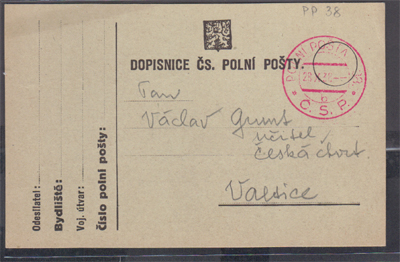 PP 38
DOPISNICE ČS. POLNÍ POŠTY.
POLNÍ POŠTA
Č.S.P.
b
Pan
Václav Grunt
učitel,
česká
Valtice
Odesílatel:
Bydliště:
Voj. útvar:
číslo polní pošty: